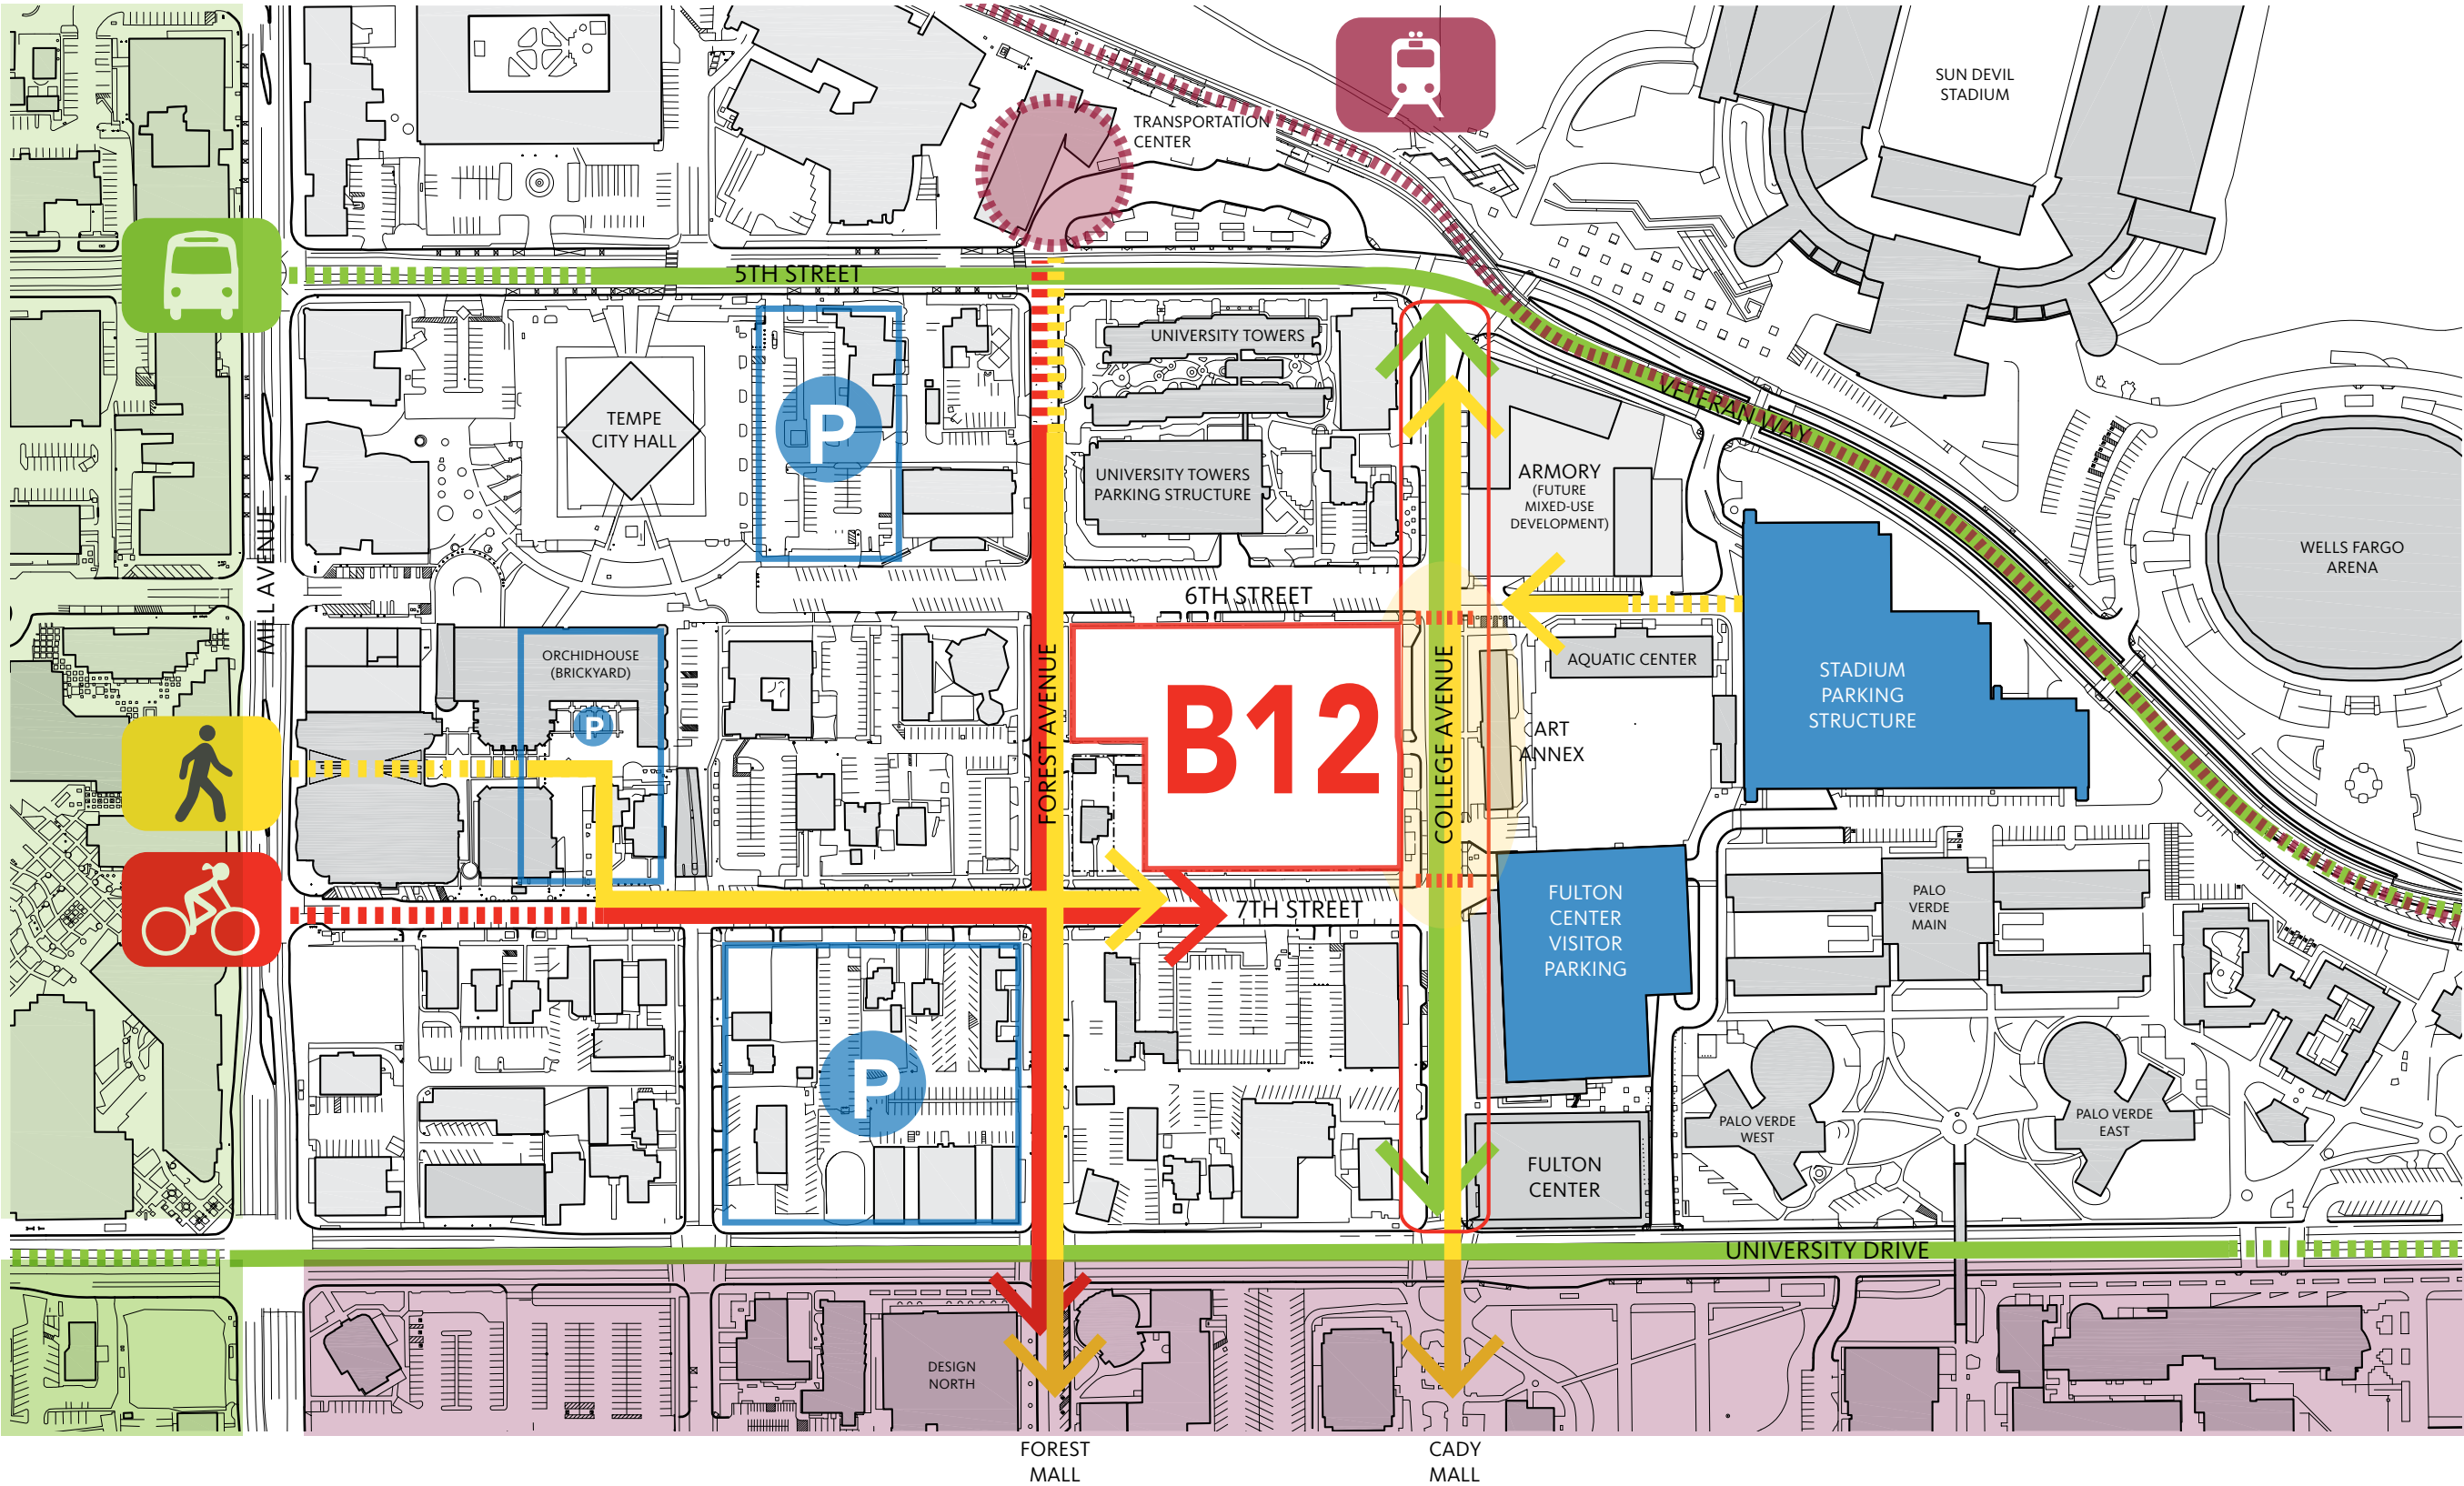 SUN DEVIL
STADIUM
TRANSPORTATION
CENTER
5TH STREET
UNIVERSITY TOWERS
VETERAN WAY
TEMPE
CITY HALL
P
UNIVERSITY TOWERS
PARKING STRUCTURE
ARMORY
(FUTURE
MIXED-USE
DEVELOPMENT)
WELLS FARGO
ARENA
MILL AVENUE
6TH STREET
ORCHIDHOUSE
(BRICKYARD)
P
FOREST AVENUE
B12
COLLEGE AVENUE
AQUATIC CENTER
ART
ANNEX
STADIUM
PARKING
STRUCTURE
7TH STREET
FULTON
CENTER
VISITOR
PARKING
PALO
VERDE
MAIN
P
PALO VERDE
WEST
PALO VERDE
EAST
FULTON
CENTER
UNIVERSITY DRIVE
DESIGN
NORTH
FOREST
MALL
CADY
MALL